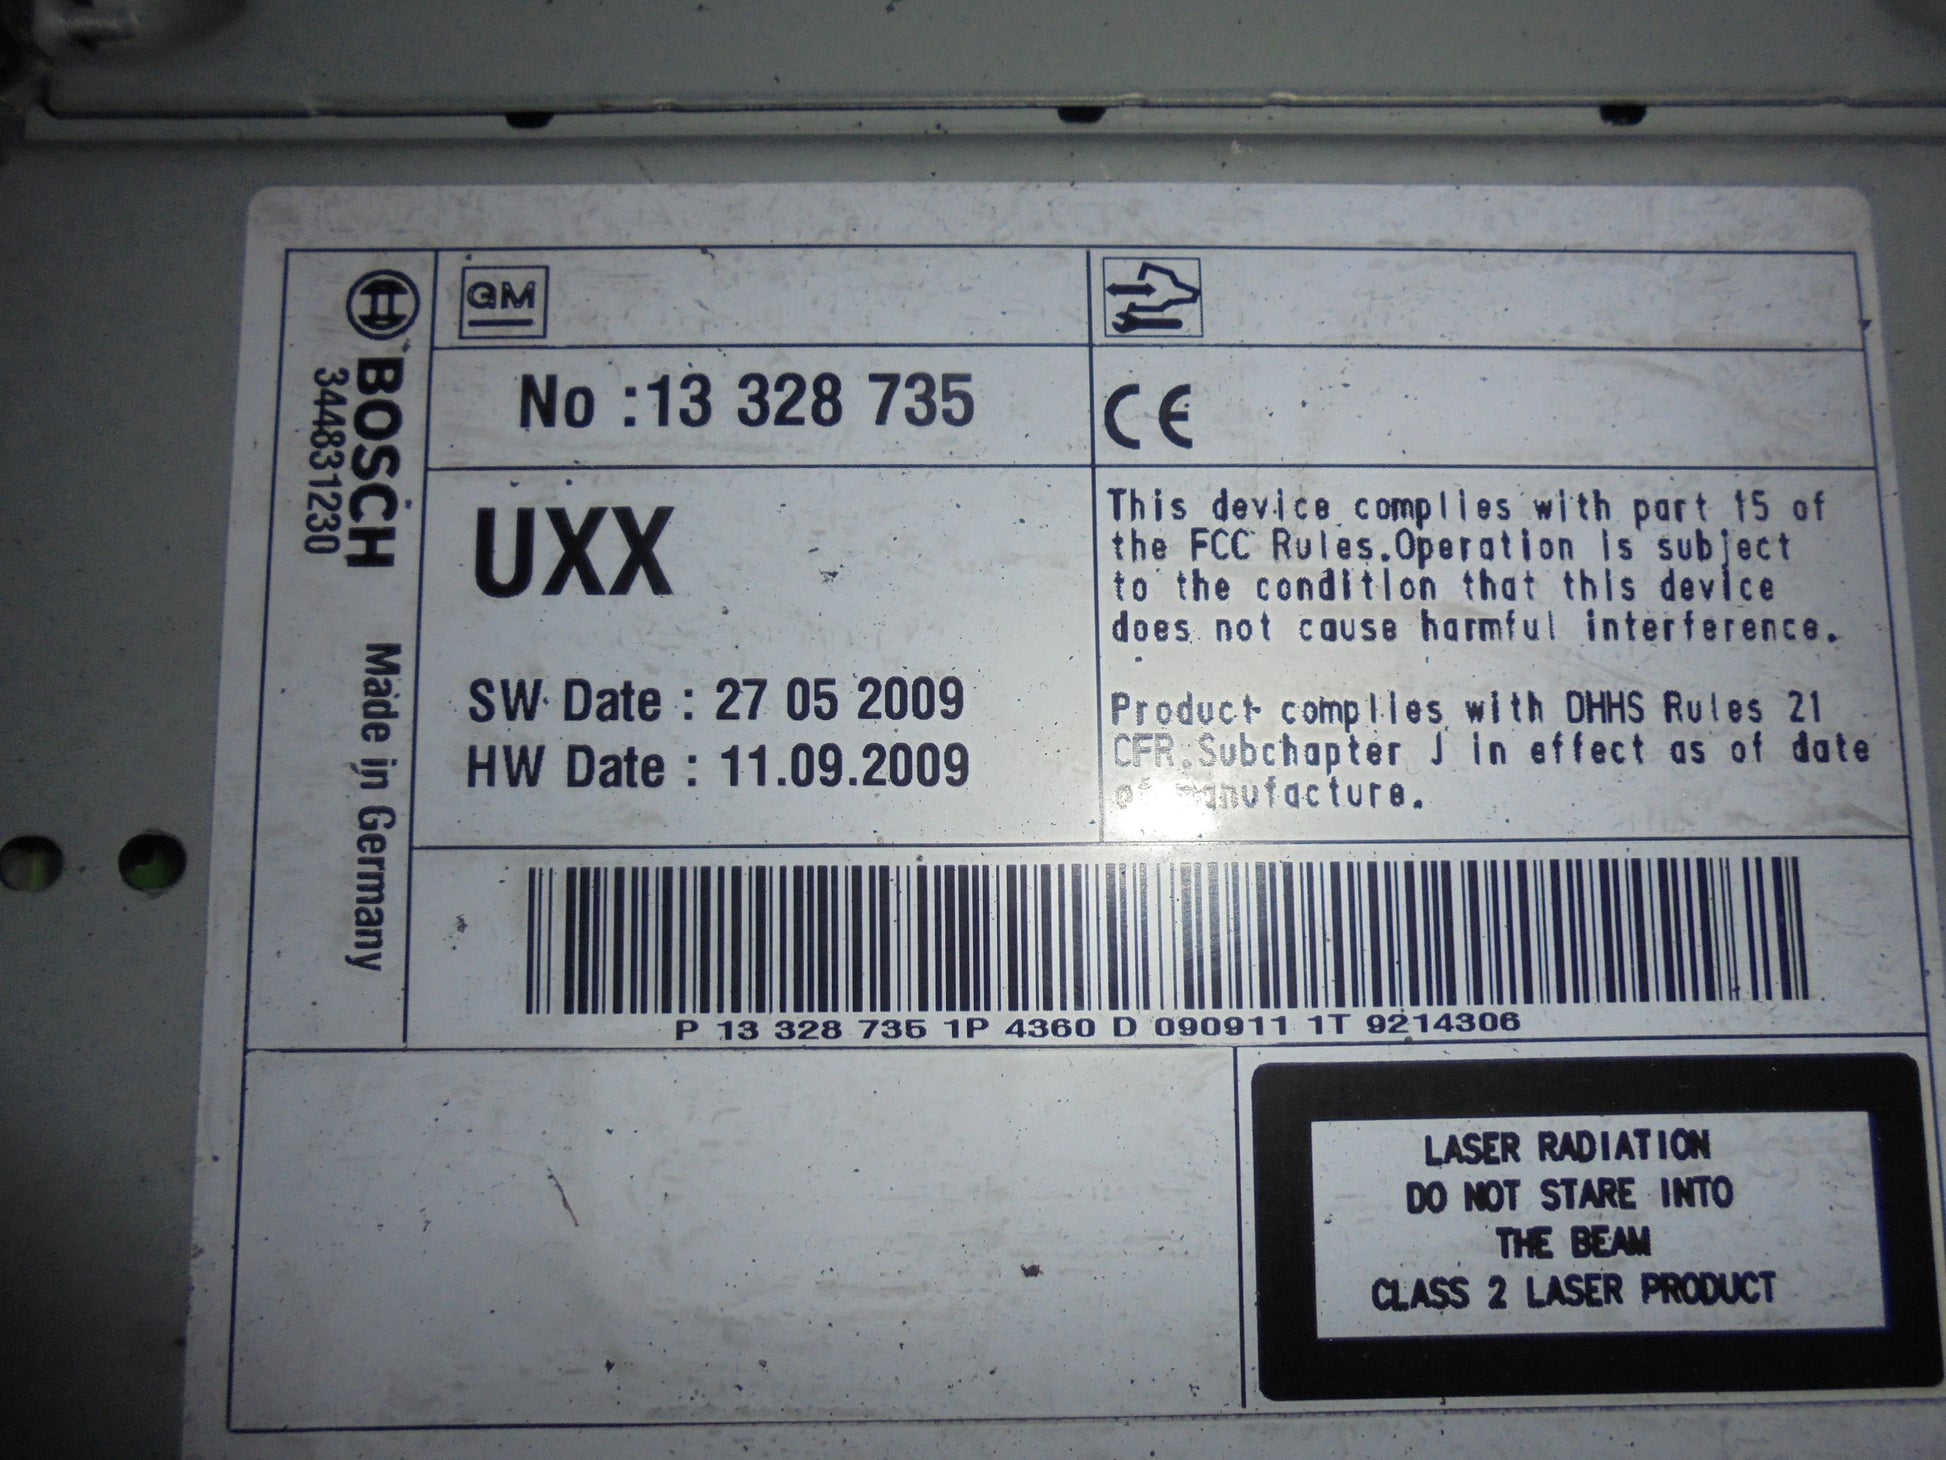 BOSCH
344831230
Made in Germany
GM
No :13 328 735
CE
UXX
SW Date : 27 05 2009
HW Date : 11.09.2009
This device complies with part 15 of
the FCC Rules.Operation is subject
to the condition that this device
does not cause harmful interference.
Product complies with DHHS Rules 21
CFR.Subchapter J in effect as of date
of manufacture.
P 13 328 735 1P 4360 D 090911 1T 9214306
LASER RADIATION
DO NOT STARE INTO
THE BEAM
CLASS 2 LASER PRODUCT